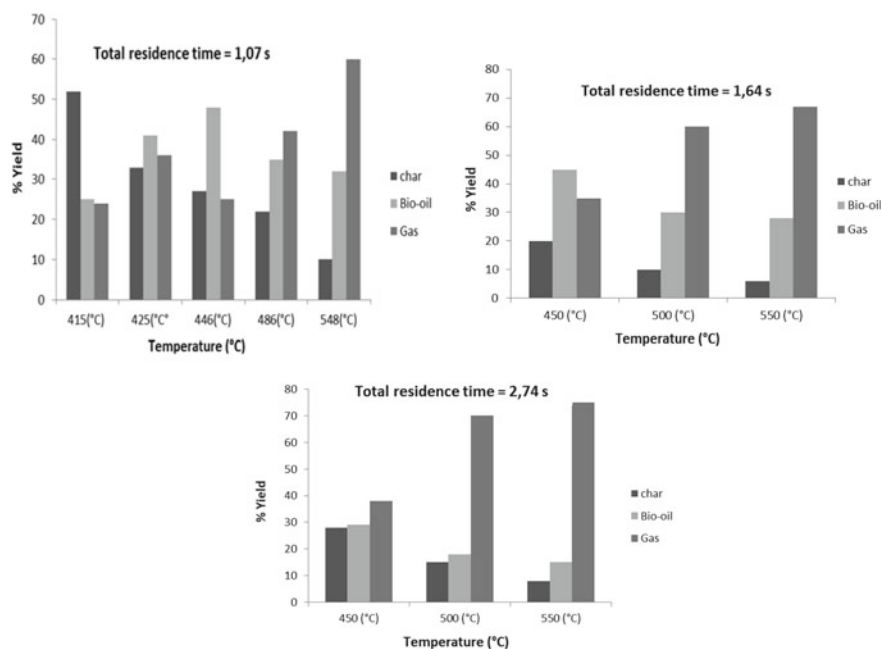 Total residence time = 1,07 s
% Yield
70
60
50
40
30
20
10
0
415(°C)
425(°C°
446(°C)
486(°C)
548(°C)
Temperature (°C)
char
Bio-oil
Gas
Total residence time = 1,64 s
% Yield
80
70
60
50
40
30
20
10
0
450 (°C)
500 (°C)
550 (°C)
Temperature (°C)
char
Bio-oil
Gas
Total residence time = 2,74 s
% Yield
80
70
60
50
40
30
20
10
0
450 (°C)
500 (°C)
550 (°C)
Temperature (°C)
char
Bio-oil
Gas